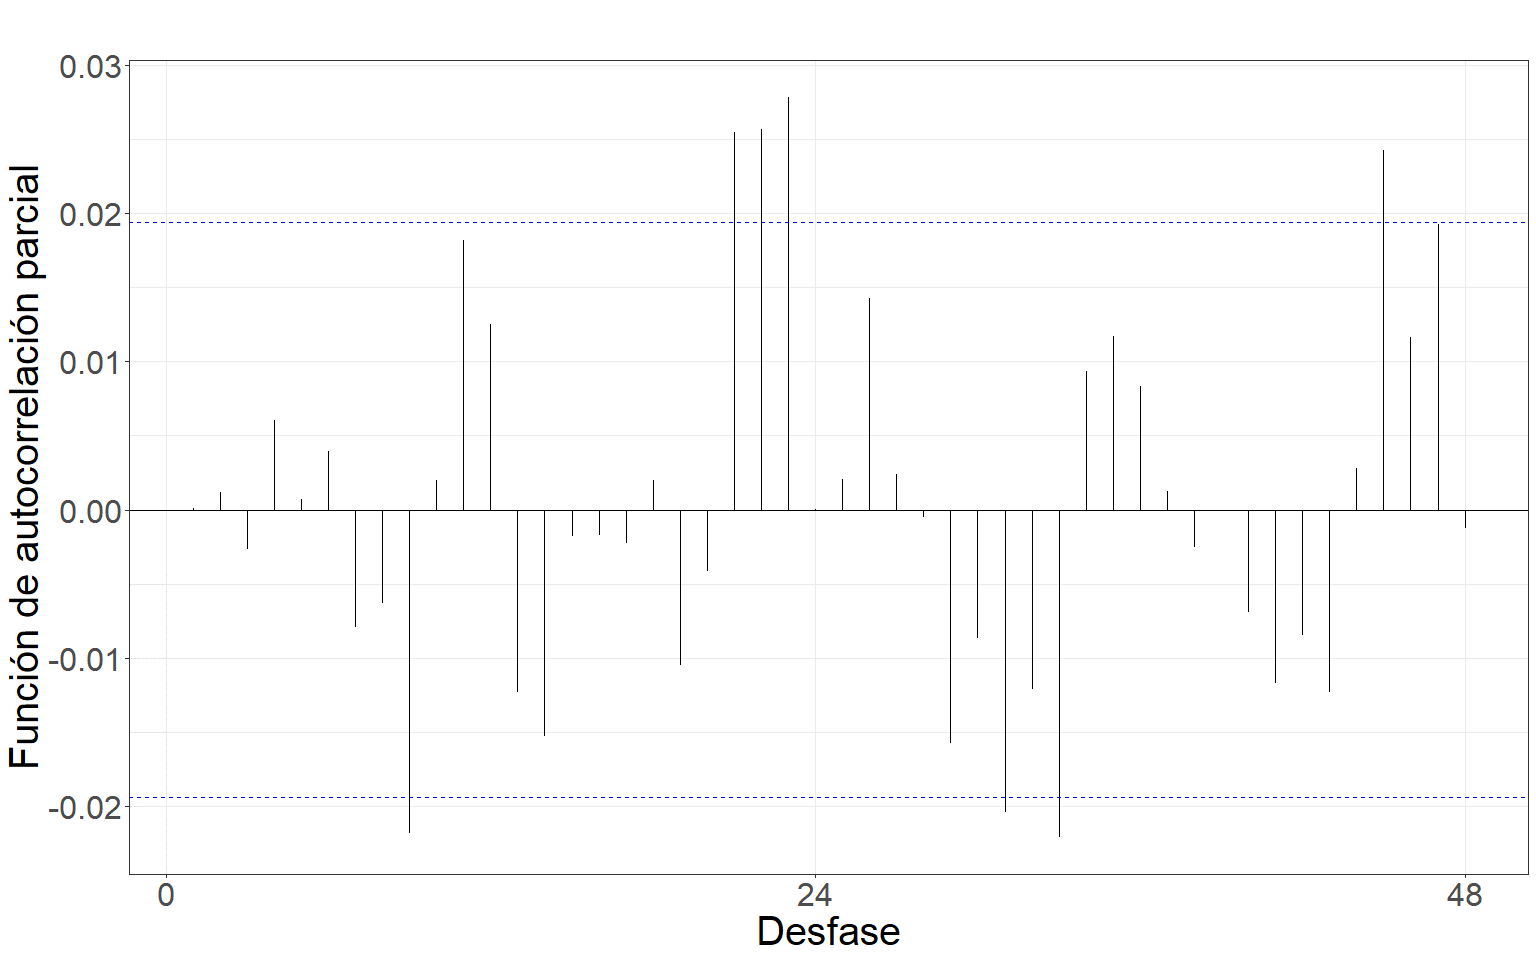 Función de autocorrelación parcial
0.03
0.02
0.01
0.00
-0.01
-0.02
0 24 48
Desfase